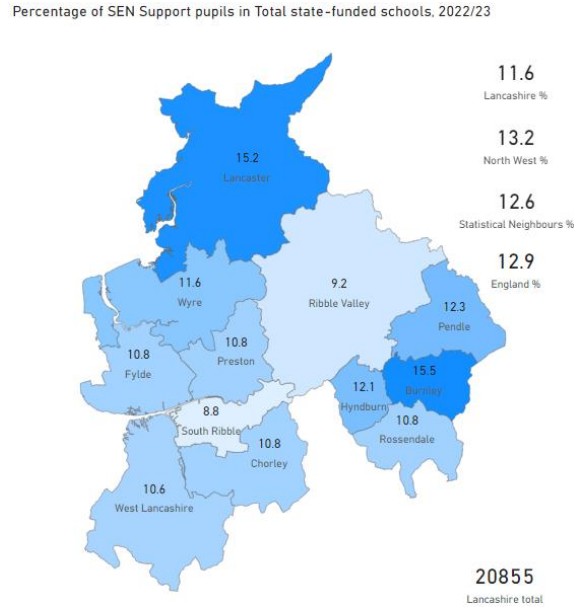 Percentage of SEN Support pupils in Total state-funded schools, 2022/23
11.6
Lancashire %
13.2
North West %
12.6
Statistical Neighbours %
12.9
England %
15.2
Lancaster
11.6
Wyre
9.2
Ribble Valley
12.3
Pendle
10.8
Fylde
10.8
Preston
15.5
Burnley
12.1
Hyndburn
8.8
South Ribble
10.8
Rossendale
10.8
Chorley
10.6
West Lancashire
20855
Lancashire total